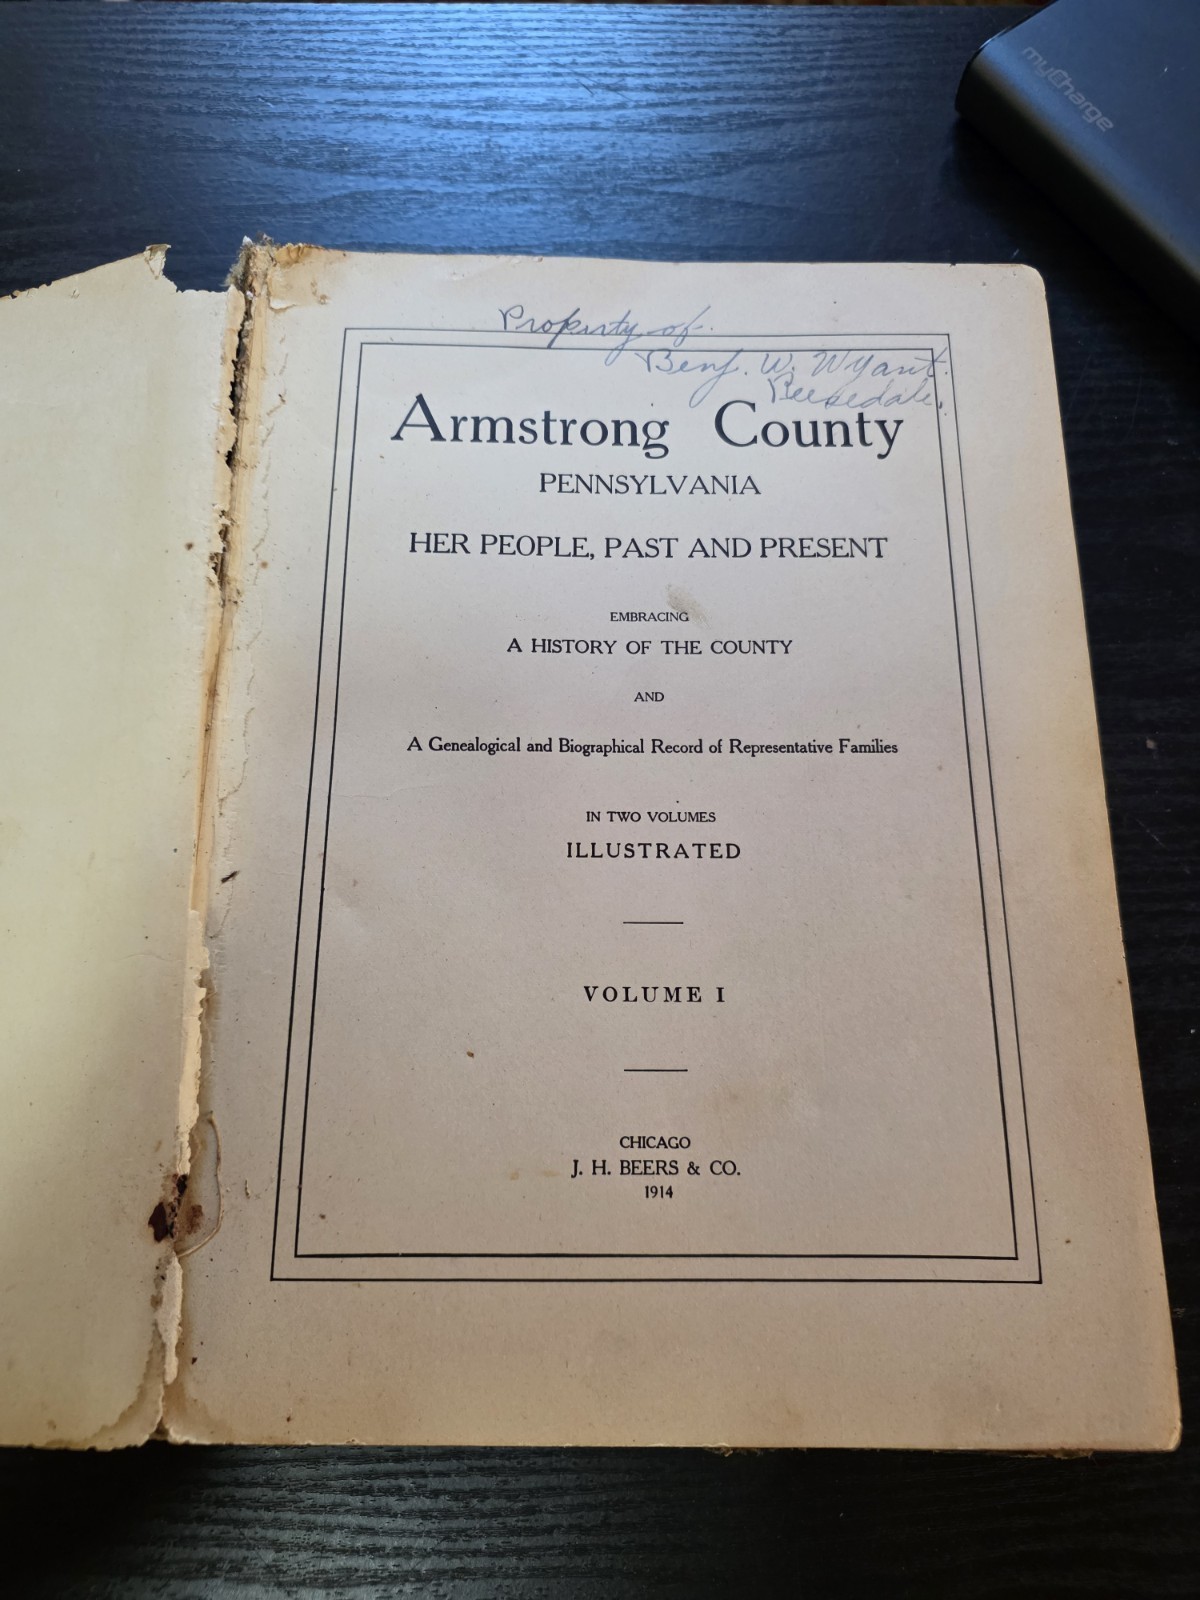 myCharge
Property of
Benj. W. Wyant.
Reesedale.
Armstrong County
PENNSYLVANIA
HER PEOPLE, PAST AND PRESENT
EMBRACING
A HISTORY OF THE COUNTY
AND
A Genealogical and Biographical Record of Representative Families
IN TWO VOLUMES
ILLUSTRATED
VOLUME I
CHICAGO
J. H. BEERS & CO.
1914